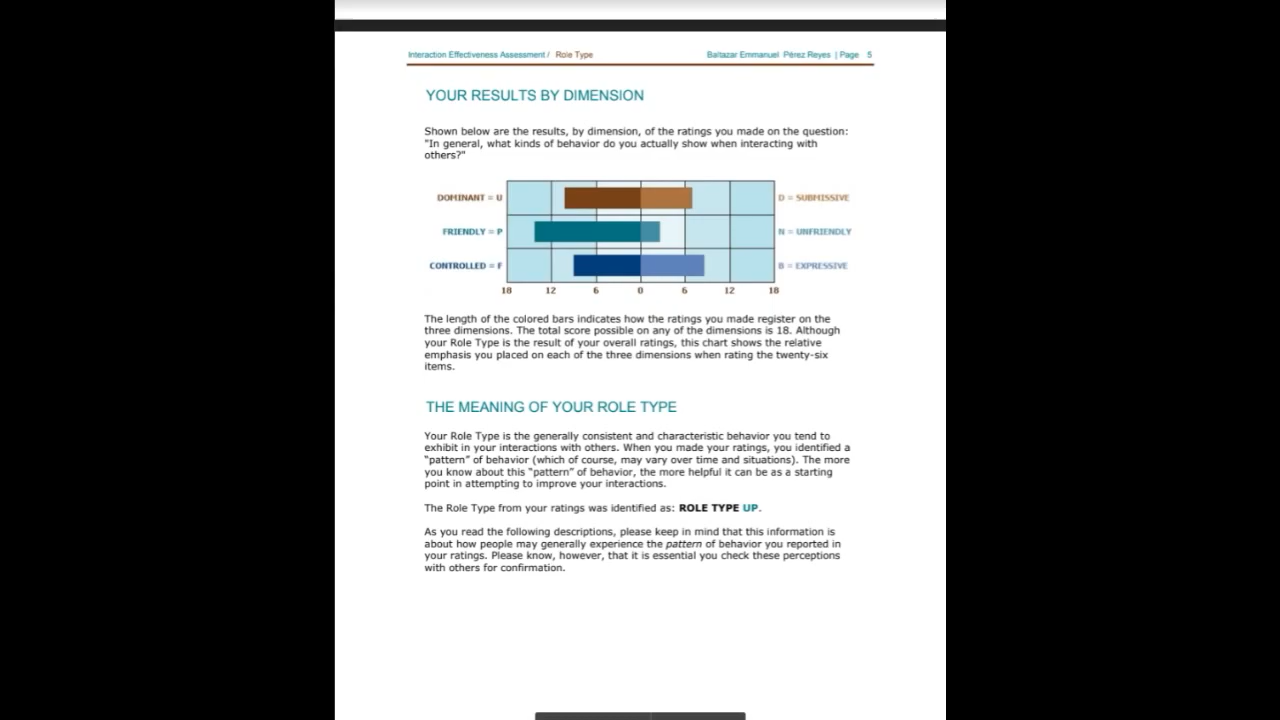 Interaction Effectiveness Assessment / Role Type Baltazar Emmanuel Pérez Reyes | Page 5
YOUR RESULTS BY DIMENSION
Shown below are the results, by dimension, of the ratings you made on the question:
"In general, what kinds of behavior do you actually show when interacting with
others?"
DOMINANT = U D = SUBMISSIVE
FRIENDLY = P N = UNFRIENDLY
CONTROLLED = F B = EXPRESSIVE
18 12 6 0 6 12 18
The length of the colored bars indicates how the ratings you made register on the
three dimensions. The total score possible on any of the dimensions is 18. Although
your Role Type is the result of your overall ratings, this chart shows the relative
emphasis you placed on each of the three dimensions when rating the twenty-six
items.
THE MEANING OF YOUR ROLE TYPE
Your Role Type is the generally consistent and characteristic behavior you tend to
exhibit in your interactions with others. When you made your ratings, you identified a
“pattern” of behavior (which of course, may vary over time and situations). The more
you know about this “pattern” of behavior, the more helpful it can be as a starting
point in attempting to improve your interactions.
The Role Type from your ratings was identified as: ROLE TYPE UP.
As you read the following descriptions, please keep in mind that this information is
about how people may generally experience the pattern of behavior you reported in
your ratings. Please know, however, that it is essential you check these perceptions
with others for confirmation.